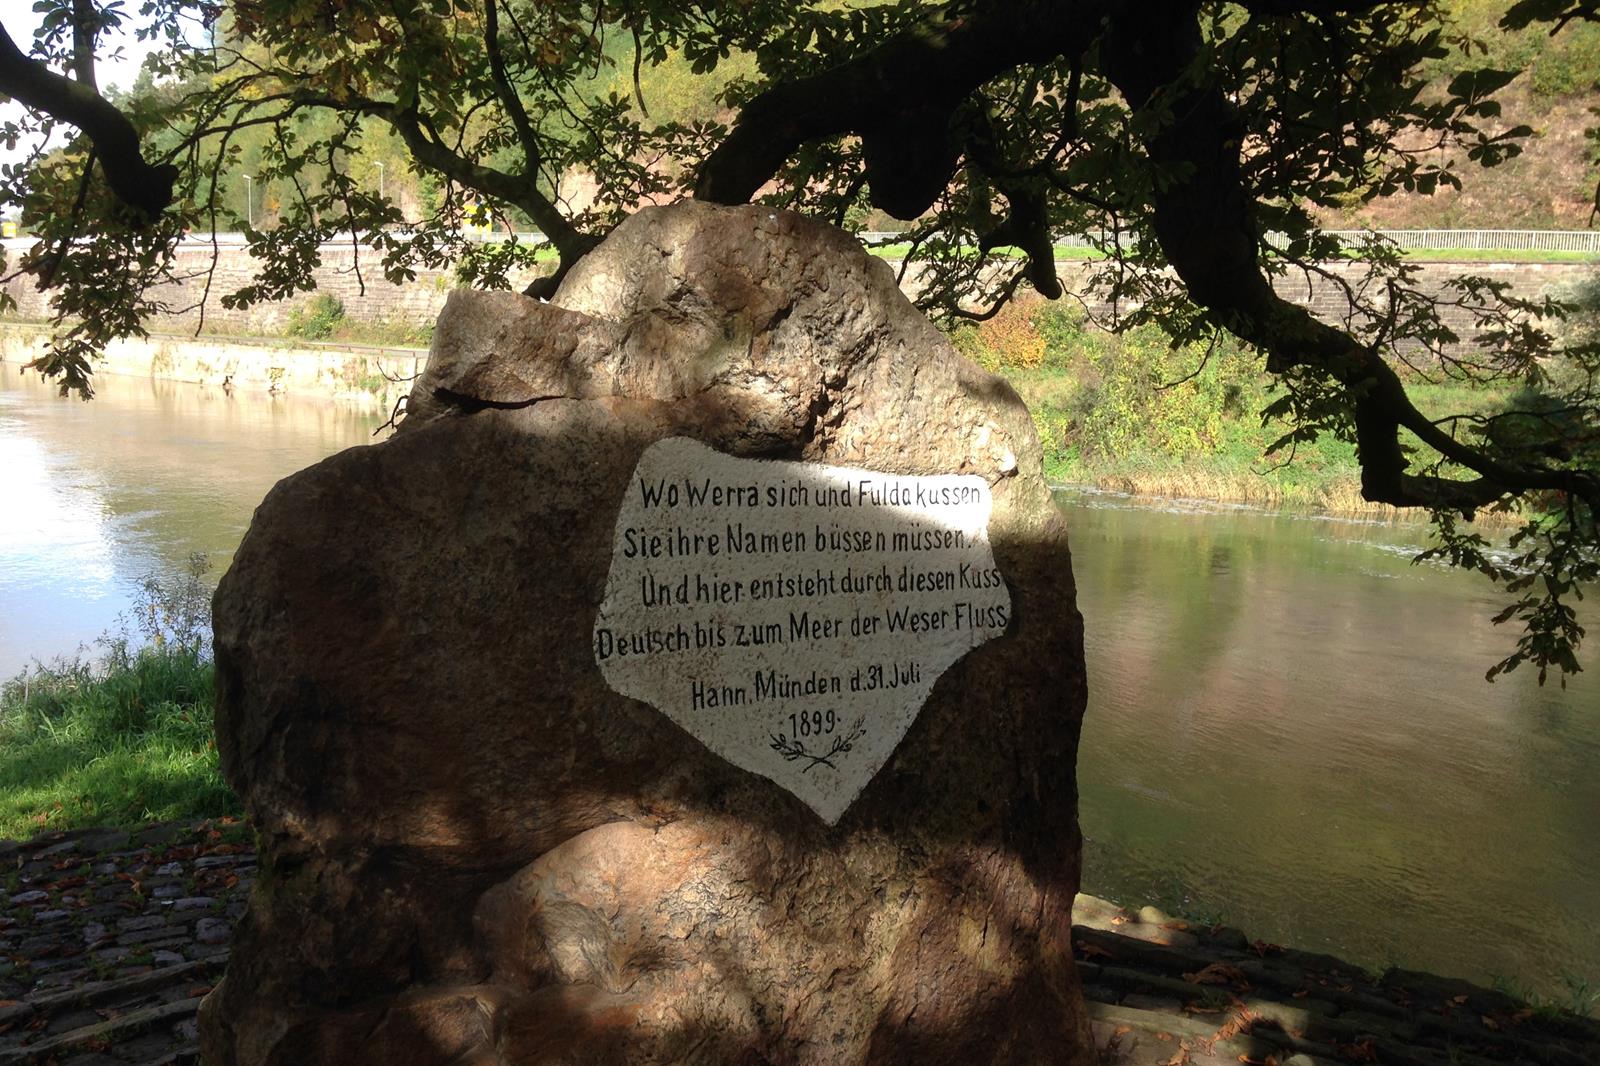 Wo Werra sich und Fulda kussen
Sie ihre Namen büssen müssen.
Und hier entsteht durch diesen Kuss
Deutsch bis zum Meer der Weser Fluss
Hann. Münden d. 31. Juli
1899